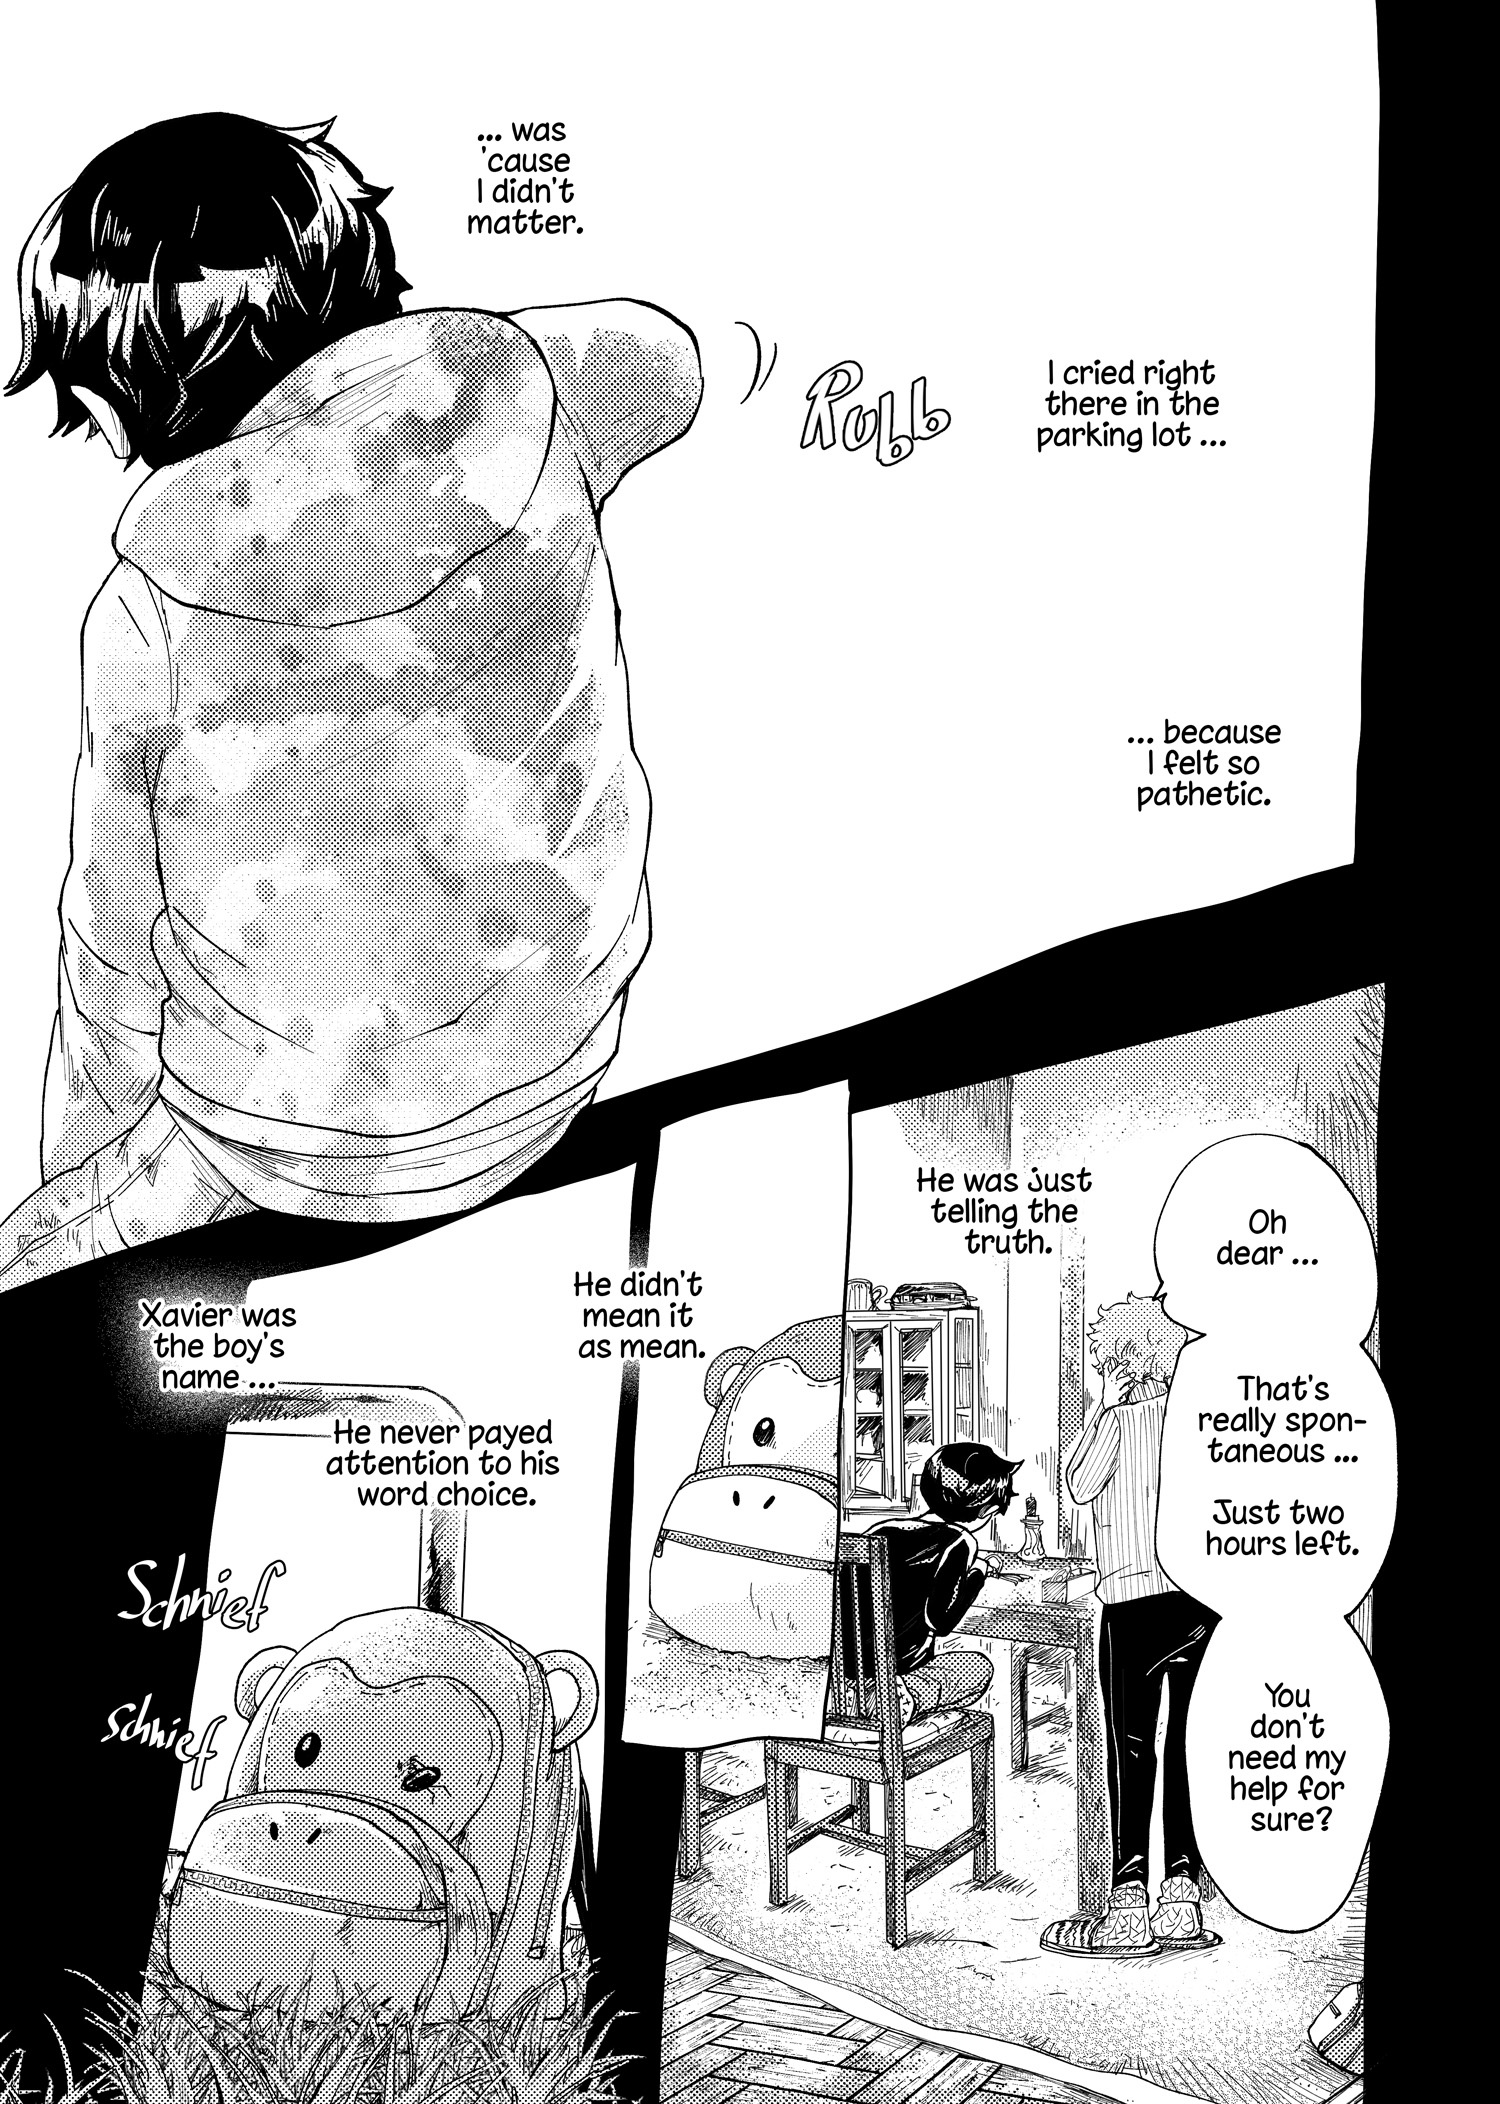 ... was
'cause
I didn't
matter.
Rubb
I cried right
there in the
parking lot ...
... because
I felt so
pathetic.
Xavier was
the boy's
name ...
He never payed
attention to his
word choice.
Schnief
Schnief
He didn't
mean it
as mean.
He was just
telling the
truth.
Oh
dear ...
That's
really spon-
taneous ...
Just two
hours left.
You
don't
need my
help for
sure?